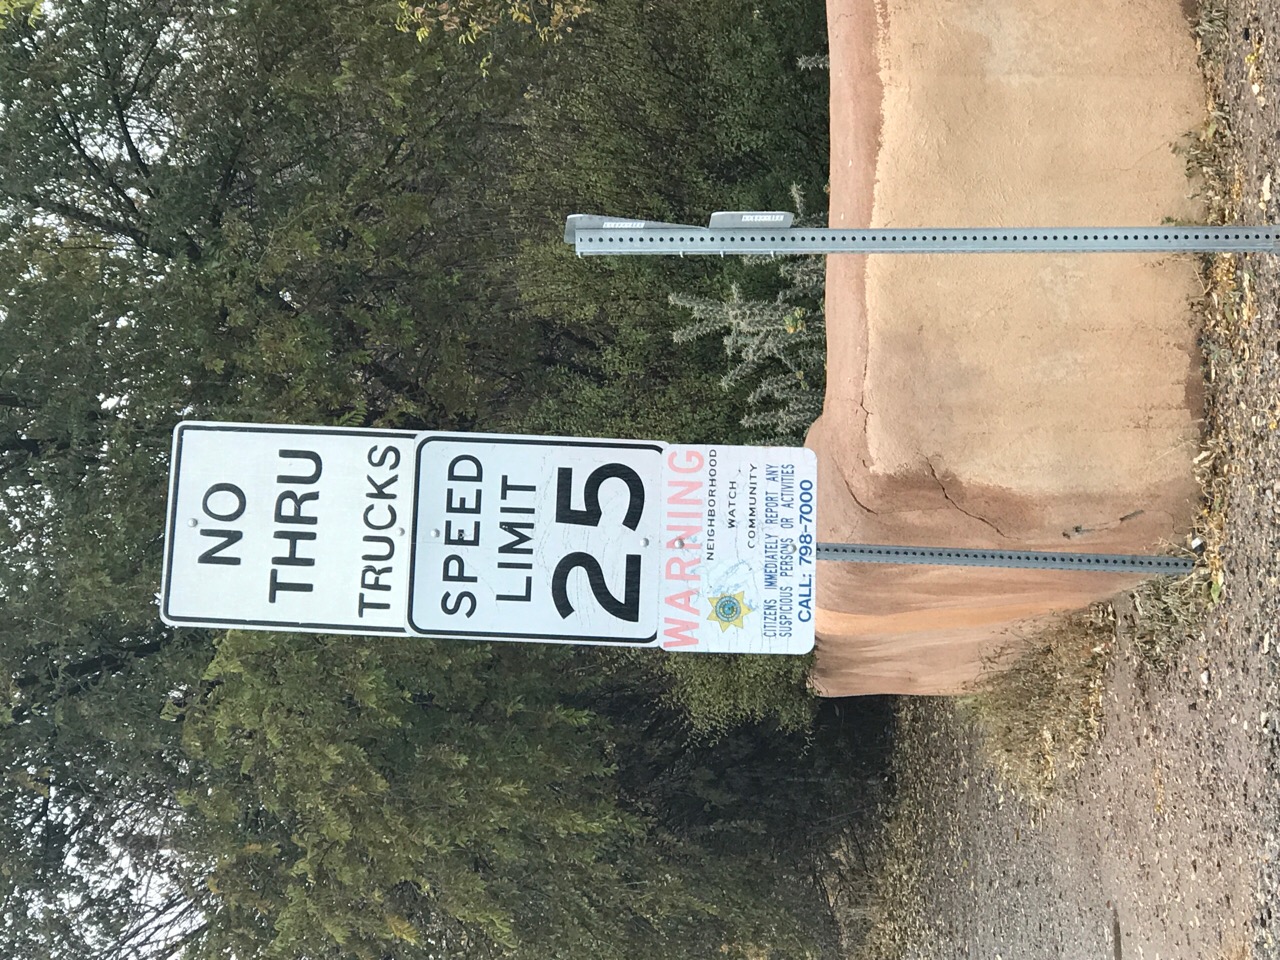 NO
THRU
TRUCKS
SPEED
LIMIT
25
WARNING
NEIGHBORHOOD
WATCH
COMMUNITY
CITIZENS IMMEDIATELY REPORT ANY
SUSPICIOUS PERSONS OR ACTIVITIES
CALL: 798-7000